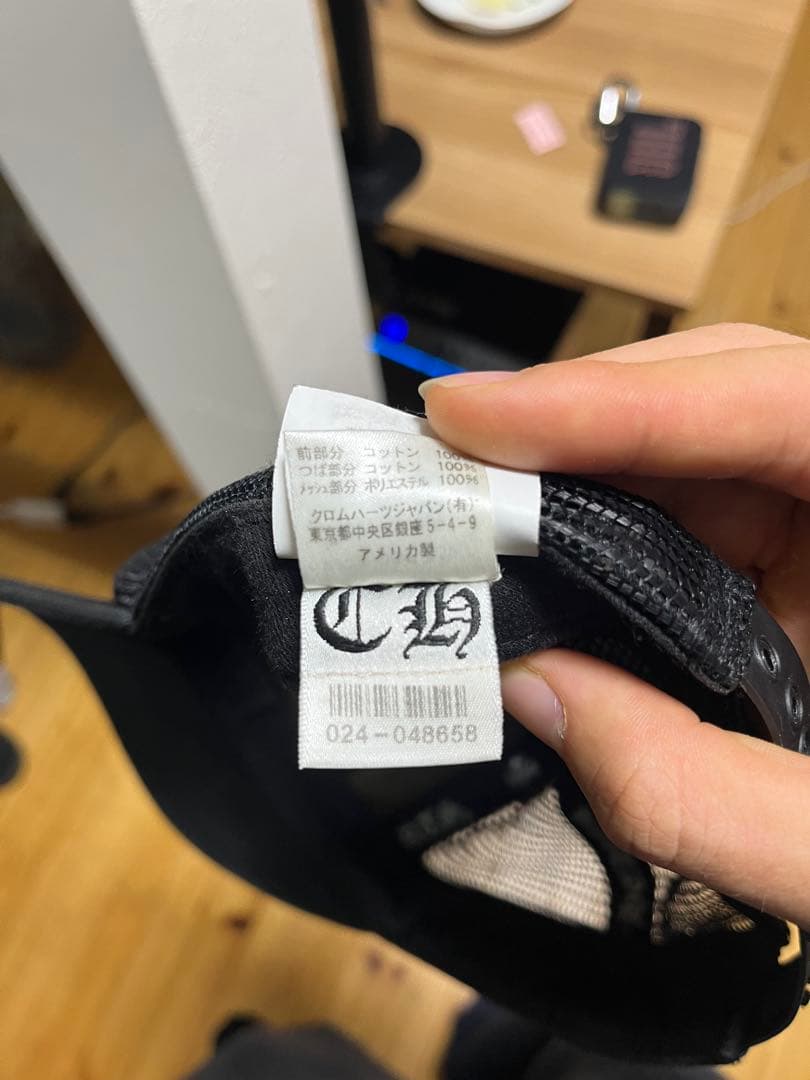 前部分 コットン 100%
つば部分 コットン 100%
メッシュ部分 ポリエステル 100%
クロムハーツジャパン(有)
東京都中央区銀座5-4-9
アメリカ製
CH
024-048658